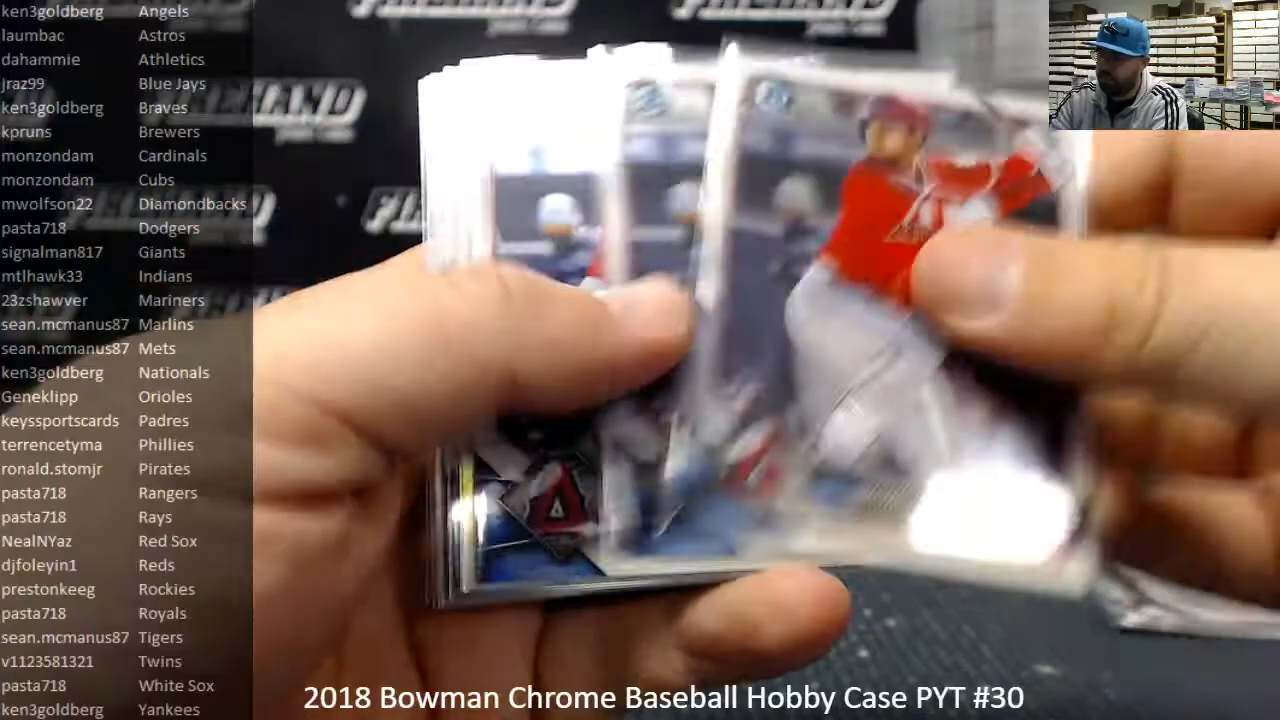 ken3goldberg Angels
laumbac Astros
dahammie Athletics
jraz99 Blue Jays
ken3goldberg Braves
kpruns Brewers
monzondam Cardinals
monzondam Cubs
mwolfson22 Diamondbacks
pasta718 Dodgers
signalman817 Giants
mtlhawk33 Indians
23zshawver Mariners
sean.mcmanus87 Marlins
sean.mcmanus87 Mets
ken3goldberg Nationals
Geneklipp Orioles
keyssportscards Padres
terrencetyma Phillies
ronald.stomjr Pirates
pasta718 Rangers
pasta718 Rays
NealNYaz Red Sox
djfoleyin1 Reds
prestonkeeg Rockies
pasta718 Royals
sean.mcmanus87 Tigers
v1123581321 Twins
pasta718 White Sox
ken3goldberg Yankees
2018 Bowman Chrome Baseball Hobby Case PYT #30